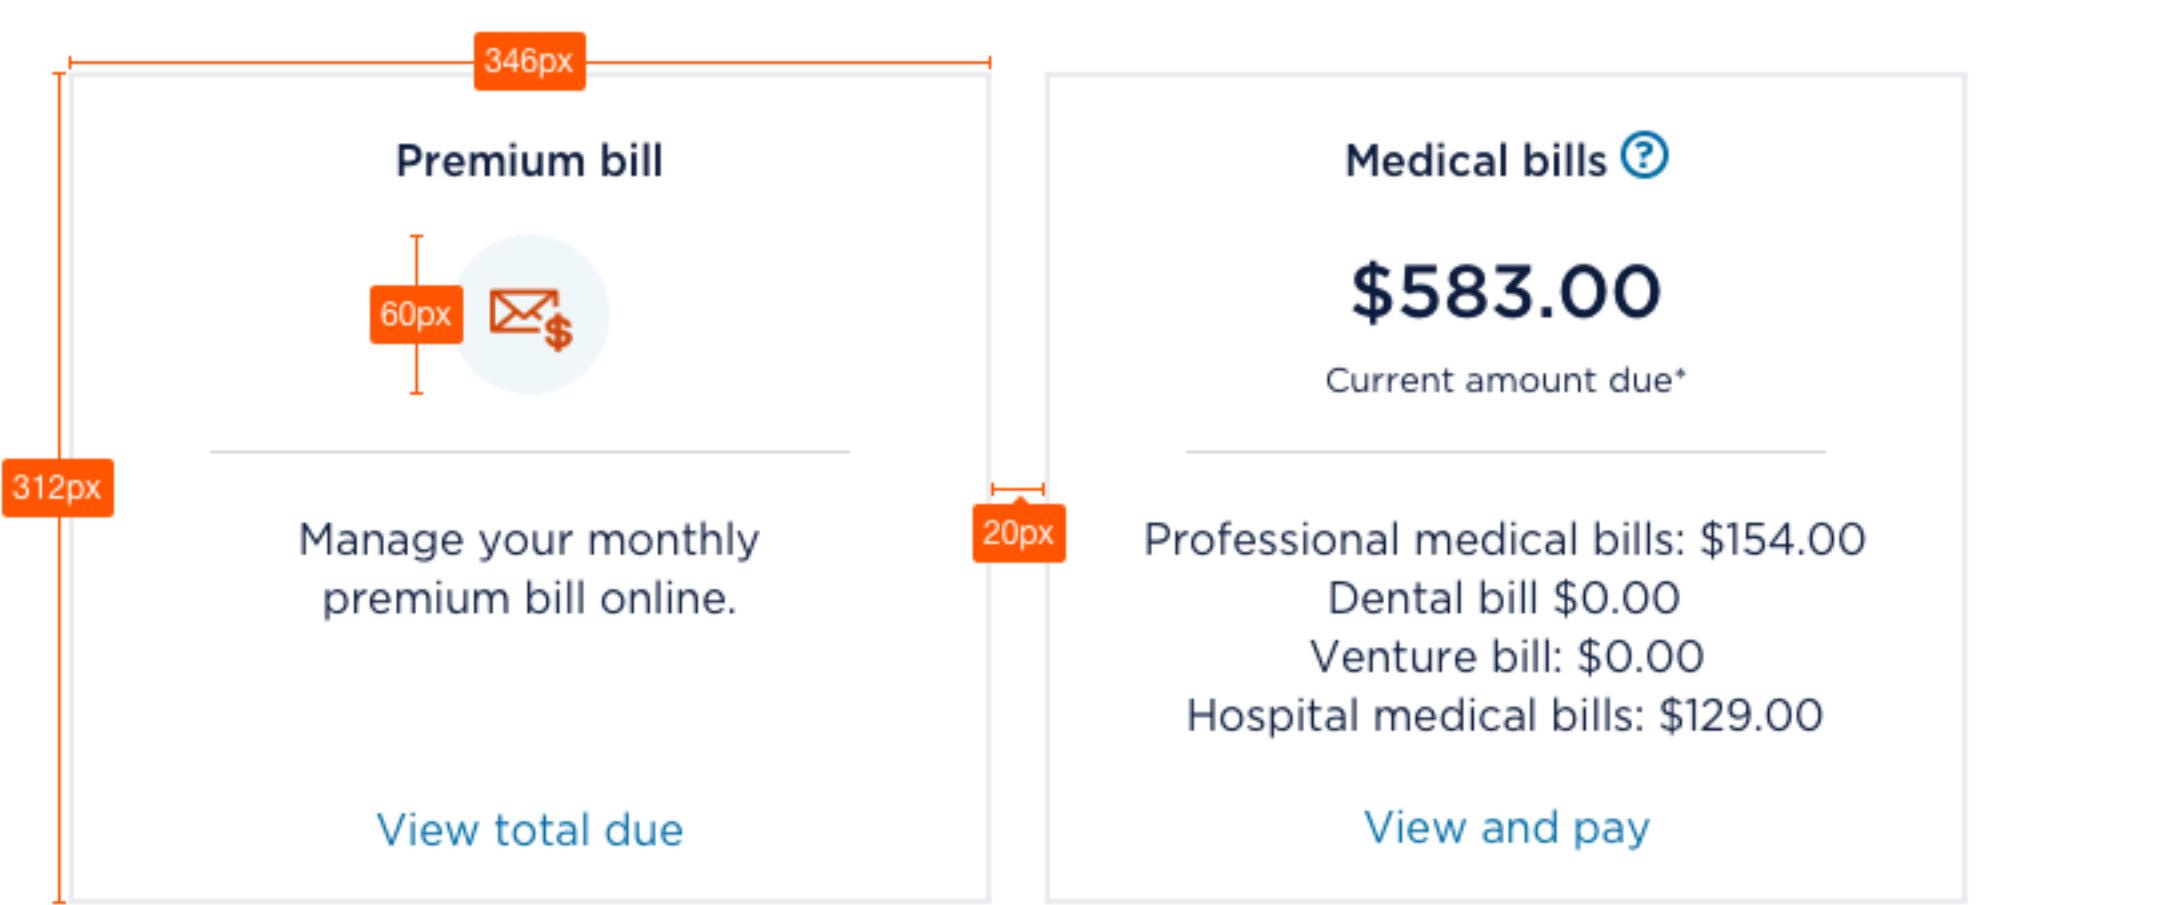 346px
Premium bill
60px
312px
Manage your monthly
premium bill online.
View total due
20px
Medical bills ?
$583.00
Current amount due*
Professional medical bills: $154.00
Dental bill $0.00
Venture bill: $0.00
Hospital medical bills: $129.00
View and pay